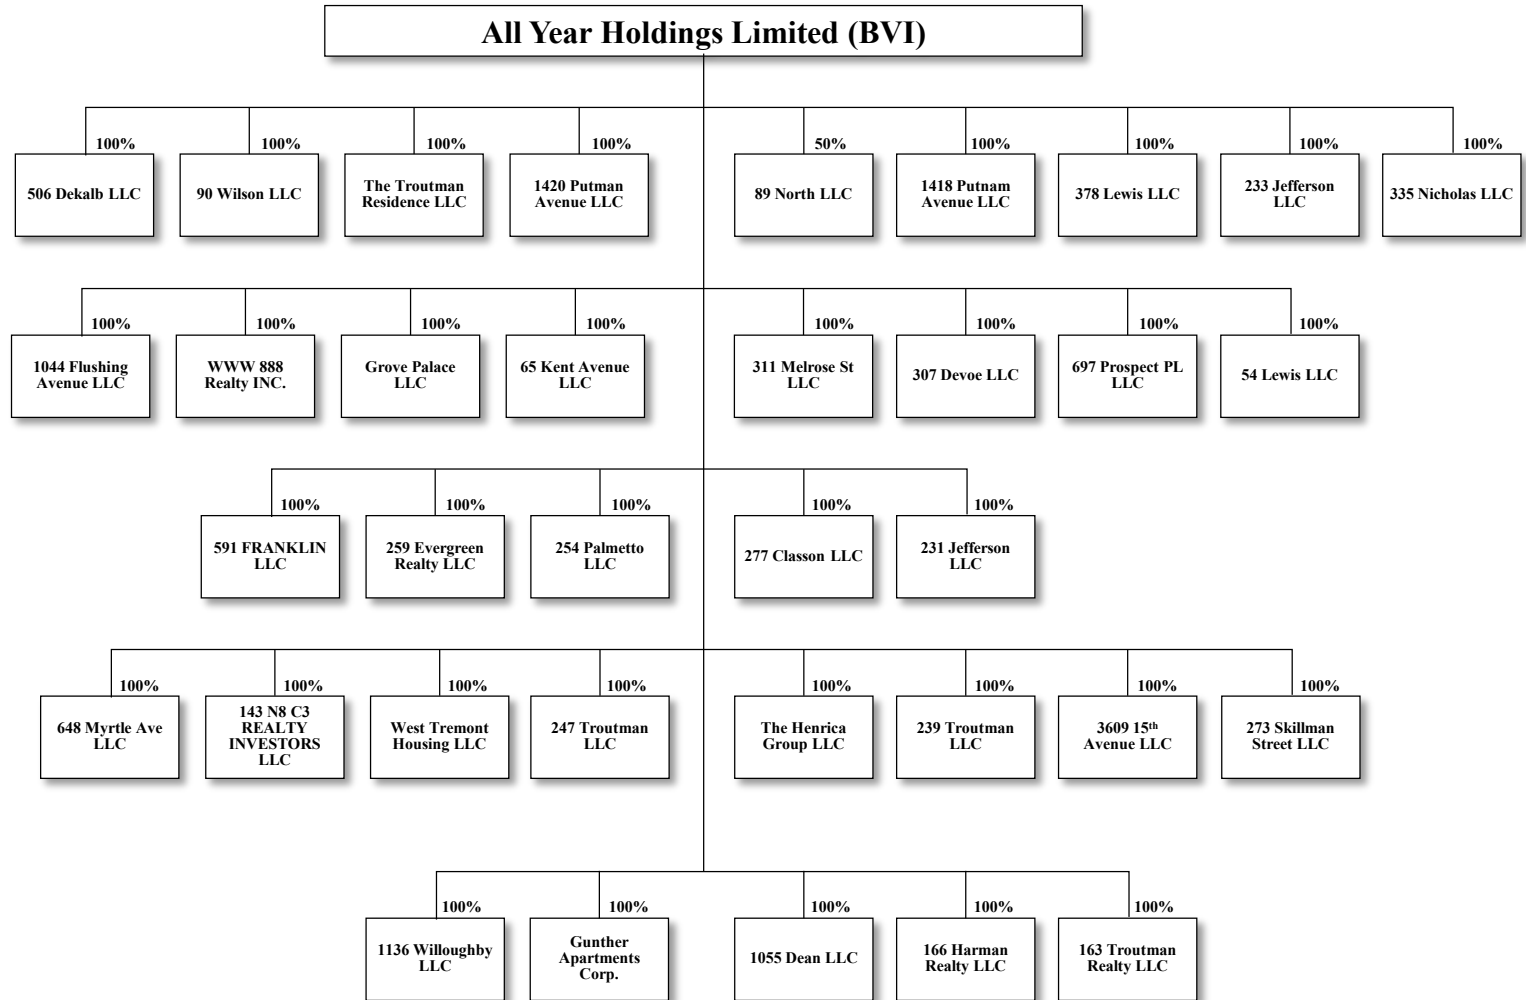 All Year Holdings Limited (BVI)
100%
100%
100%
100%
50%
100%
100%
100%
100%
506 Dekalb LLC
90 Wilson LLC
The Troutman
Residence LLC
1420 Putman
Avenue LLC
89 North LLC
1418 Putnam
Avenue LLC
378 Lewis LLC
233 Jefferson
LLC
335 Nicholas LLC
100%
100%
100%
100%
100%
100%
100%
100%
1044 Flushing
Avenue LLC
WWW 888
Realty INC.
Grove Palace
LLC
65 Kent Avenue
LLC
311 Melrose St
LLC
307 Devoe LLC
697 Prospect PL
LLC
54 Lewis LLC
100%
100%
100%
100%
100%
591 FRANKLIN
LLC
259 Evergreen
Realty LLC
254 Palmetto
LLC
277 Classon LLC
231 Jefferson
LLC
100%
100%
100%
100%
100%
100%
100%
100%
648 Myrtle Ave
LLC
143 N8 C3
REALTY
INVESTORS
LLC
West Tremont
Housing LLC
247 Troutman
LLC
The Henrica
Group LLC
239 Troutman
LLC
3609 15th
Avenue LLC
273 Skillman
Street LLC
100%
100%
100%
100%
100%
1136 Willoughby
LLC
Gunther
Apartments
Corp.
1055 Dean LLC
166 Harman
Realty LLC
163 Troutman
Realty LLC